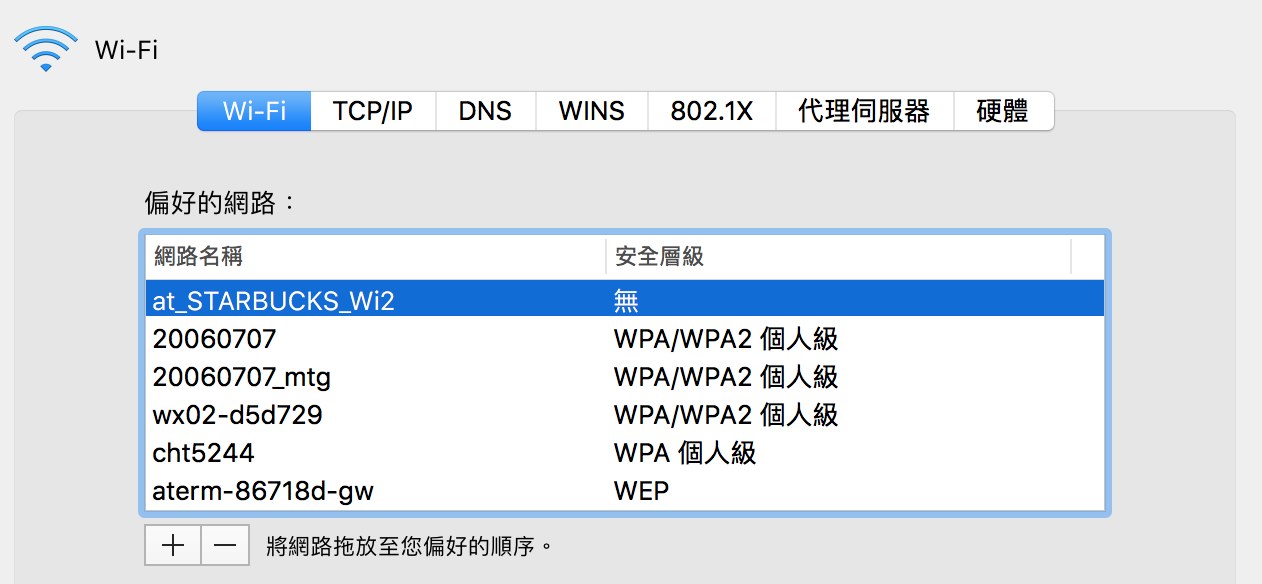 Wi-Fi
Wi-Fi TCP/IP DNS WINS 802.1X 代理伺服器 硬體
偏好的網路：
網路名稱 安全層級
at_STARBUCKS_Wi2 無
20060707 WPA/WPA2 個人級
20060707_mtg WPA/WPA2 個人級
wx02-d5d729 WPA/WPA2 個人級
cht5244 WPA 個人級
aterm-86718d-gw WEP
將網路拖放至您偏好的順序。